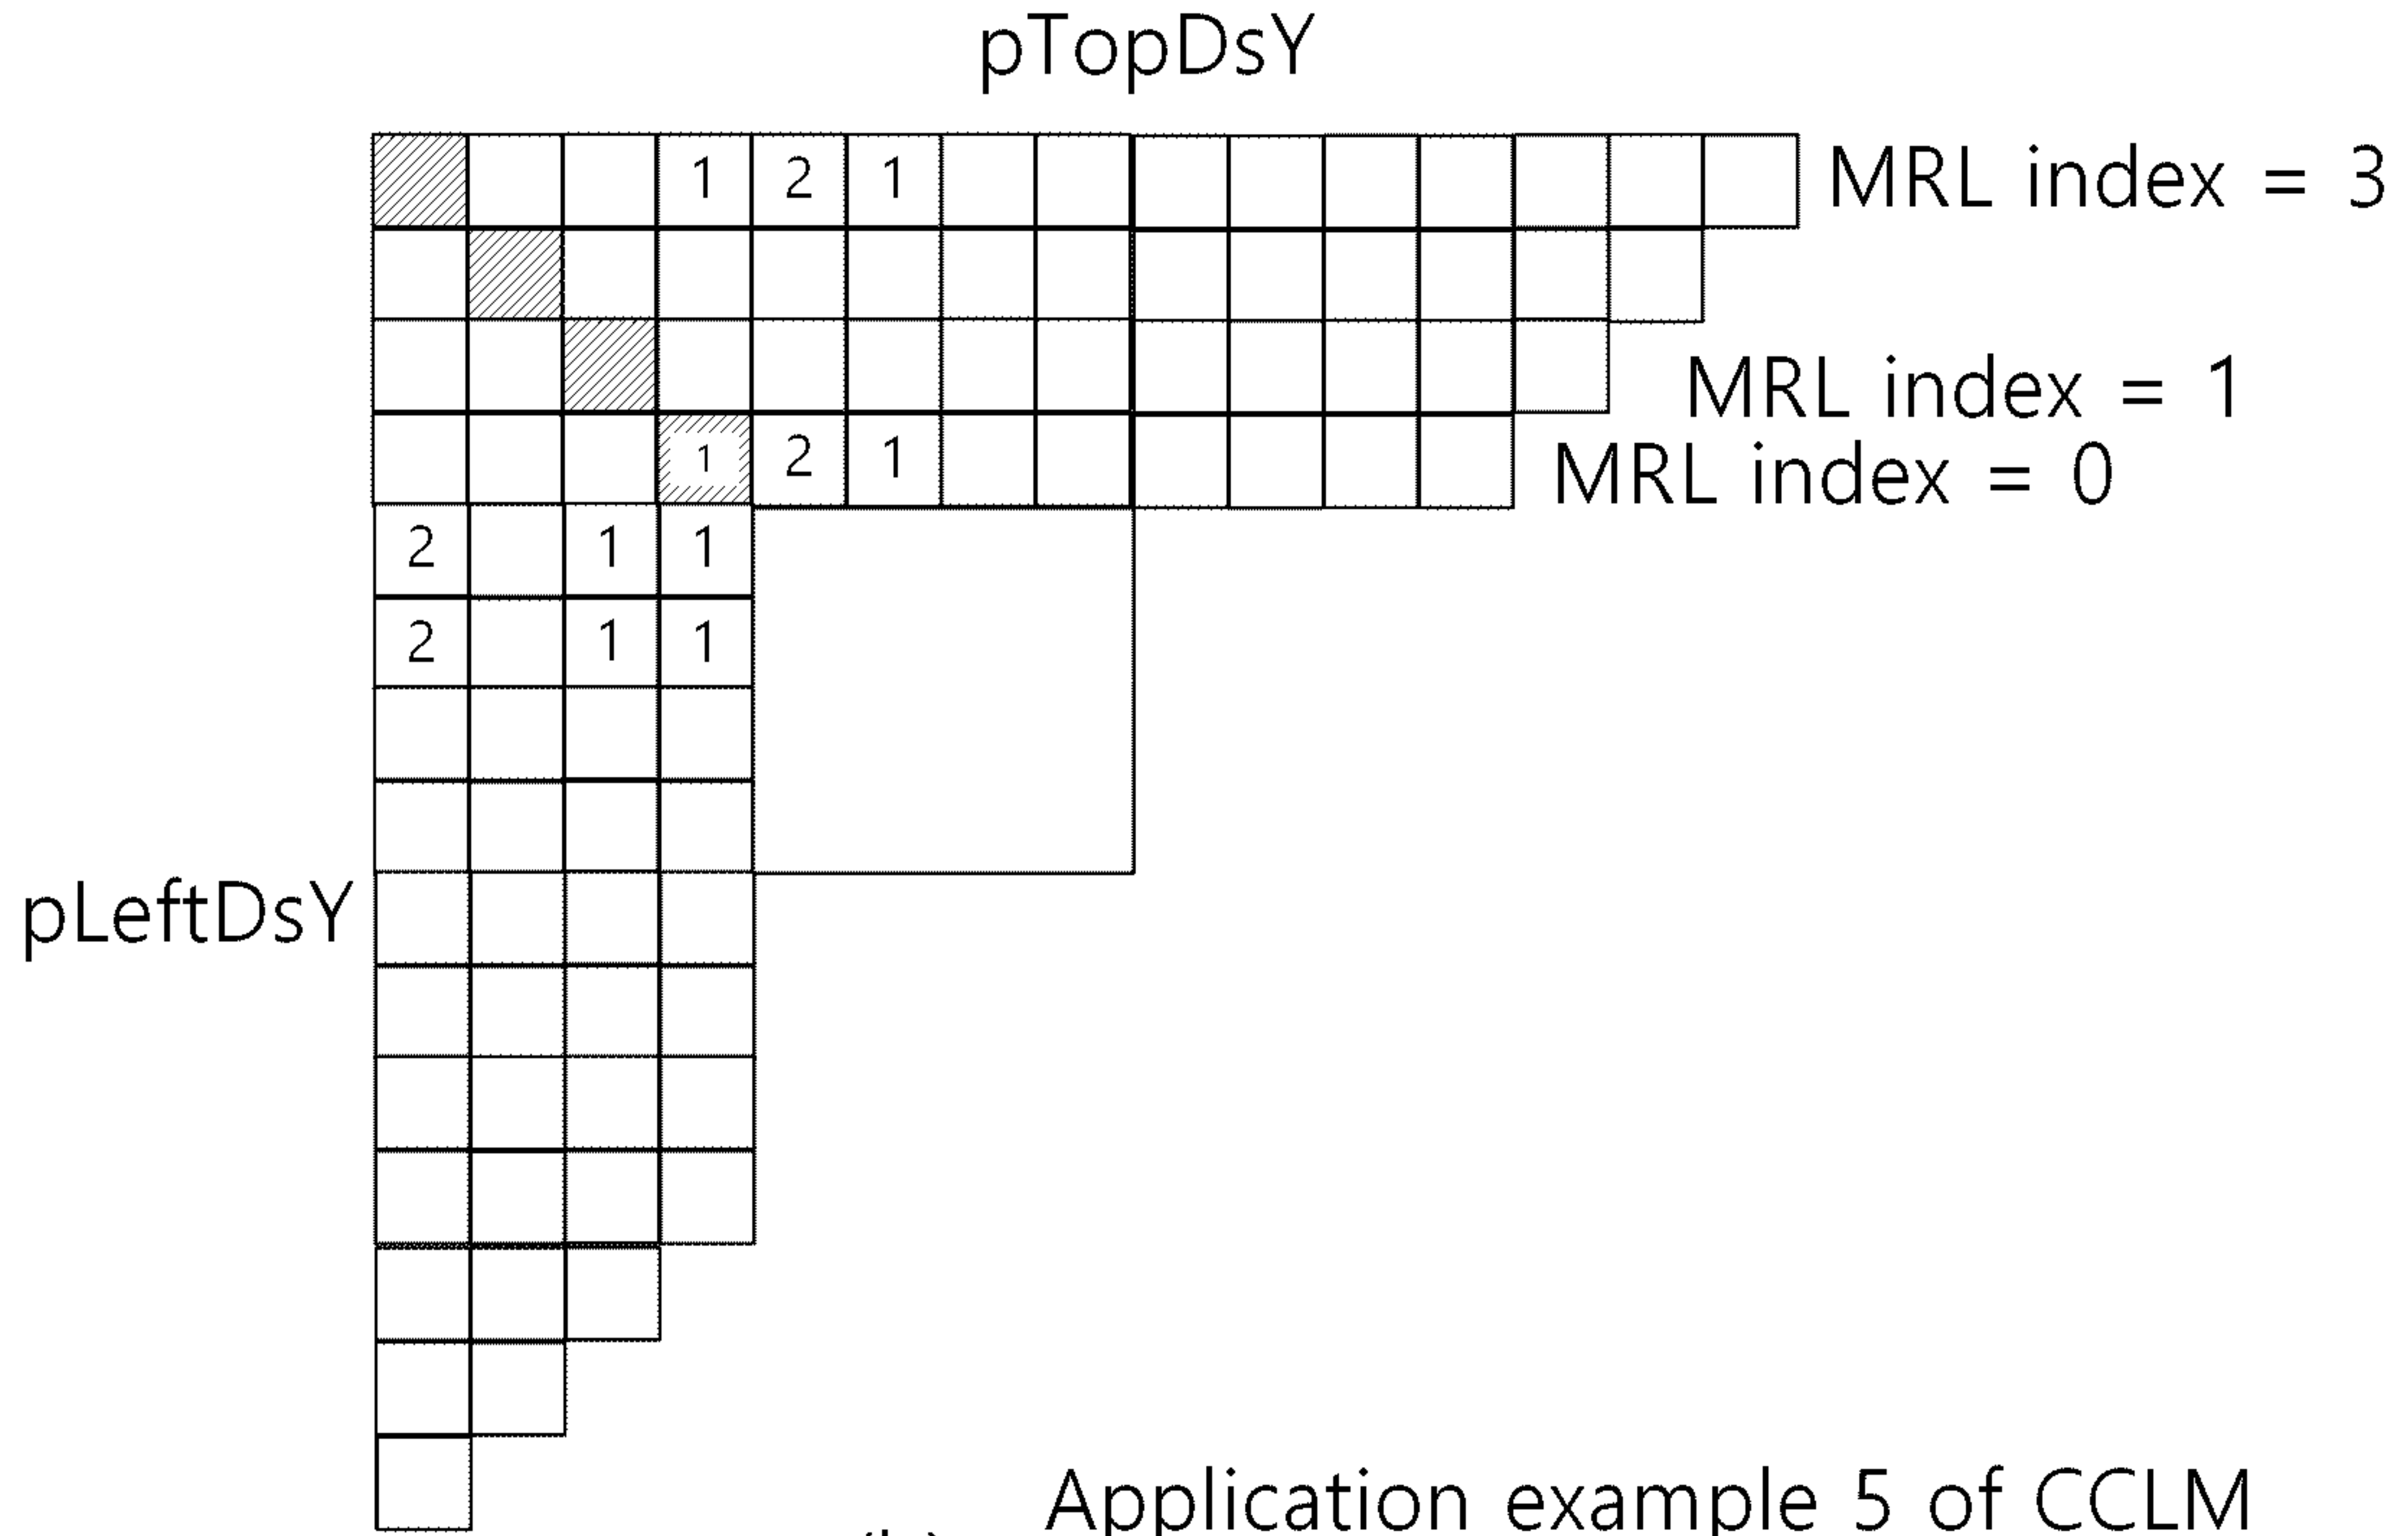 pTopDsY
1 2 1 MRL index = 3
MRL index = 1
1 2 1 MRL index = 0
2 1 1
2 1 1
pLeftDsY
Application example 5 of CCLM